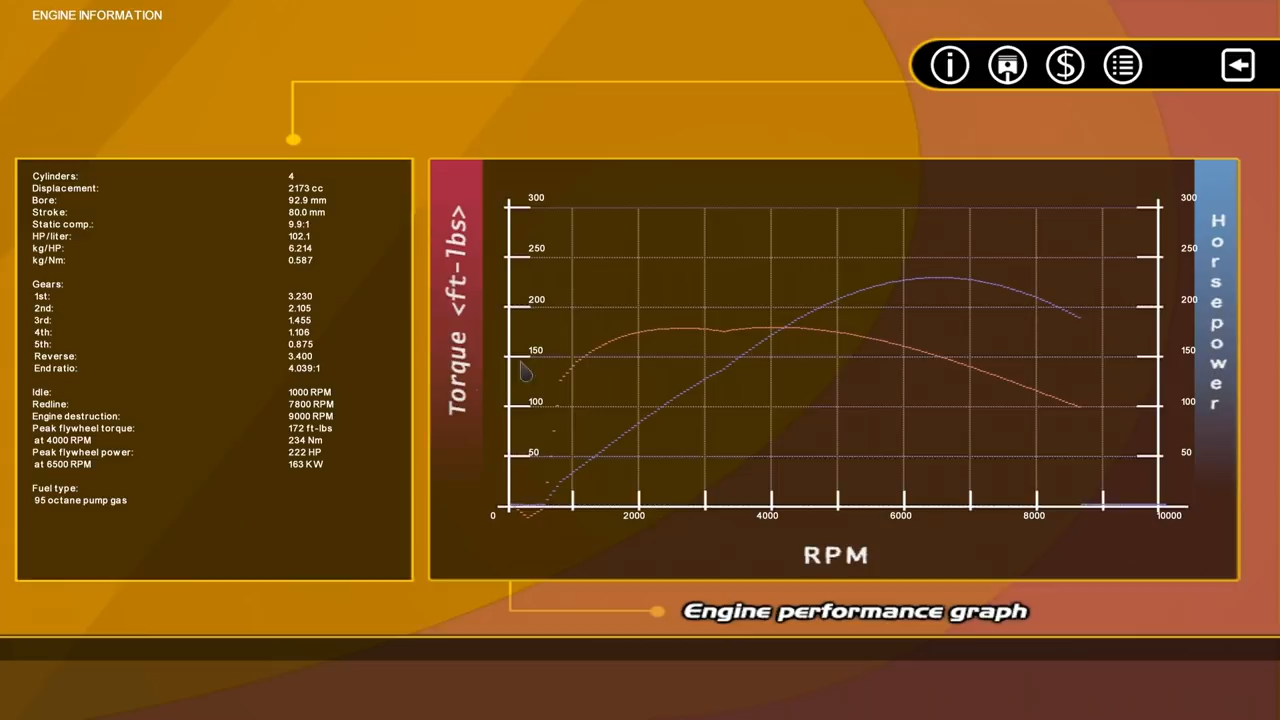 ENGINE INFORMATION
Cylinders: 4
Displacement: 2173 cc
Bore: 92.9 mm
Stroke: 80.0 mm
Static comp.: 9.9:1
HP/liter: 102.1
kg/HP: 6.214
kg/Nm: 0.587
Gears:
1st: 3.230
2nd: 2.105
3rd: 1.455
4th: 1.106
5th: 0.875
Reverse: 3.400
End ratio: 4.039:1
Idle: 1000 RPM
Redline: 7800 RPM
Engine destruction: 9000 RPM
Peak flywheel torque: 172 ft-lbs
at 4000 RPM 234 Nm
Peak flywheel power: 222 HP
at 6500 RPM 163 KW
Fuel type:
95 octane pump gas
Torque <ft-lbs>
300
250
200
150
100
50
300
250
200
150
100
50
Horsepower
0 2000 4000 6000 8000 10000
RPM
Engine performance graph